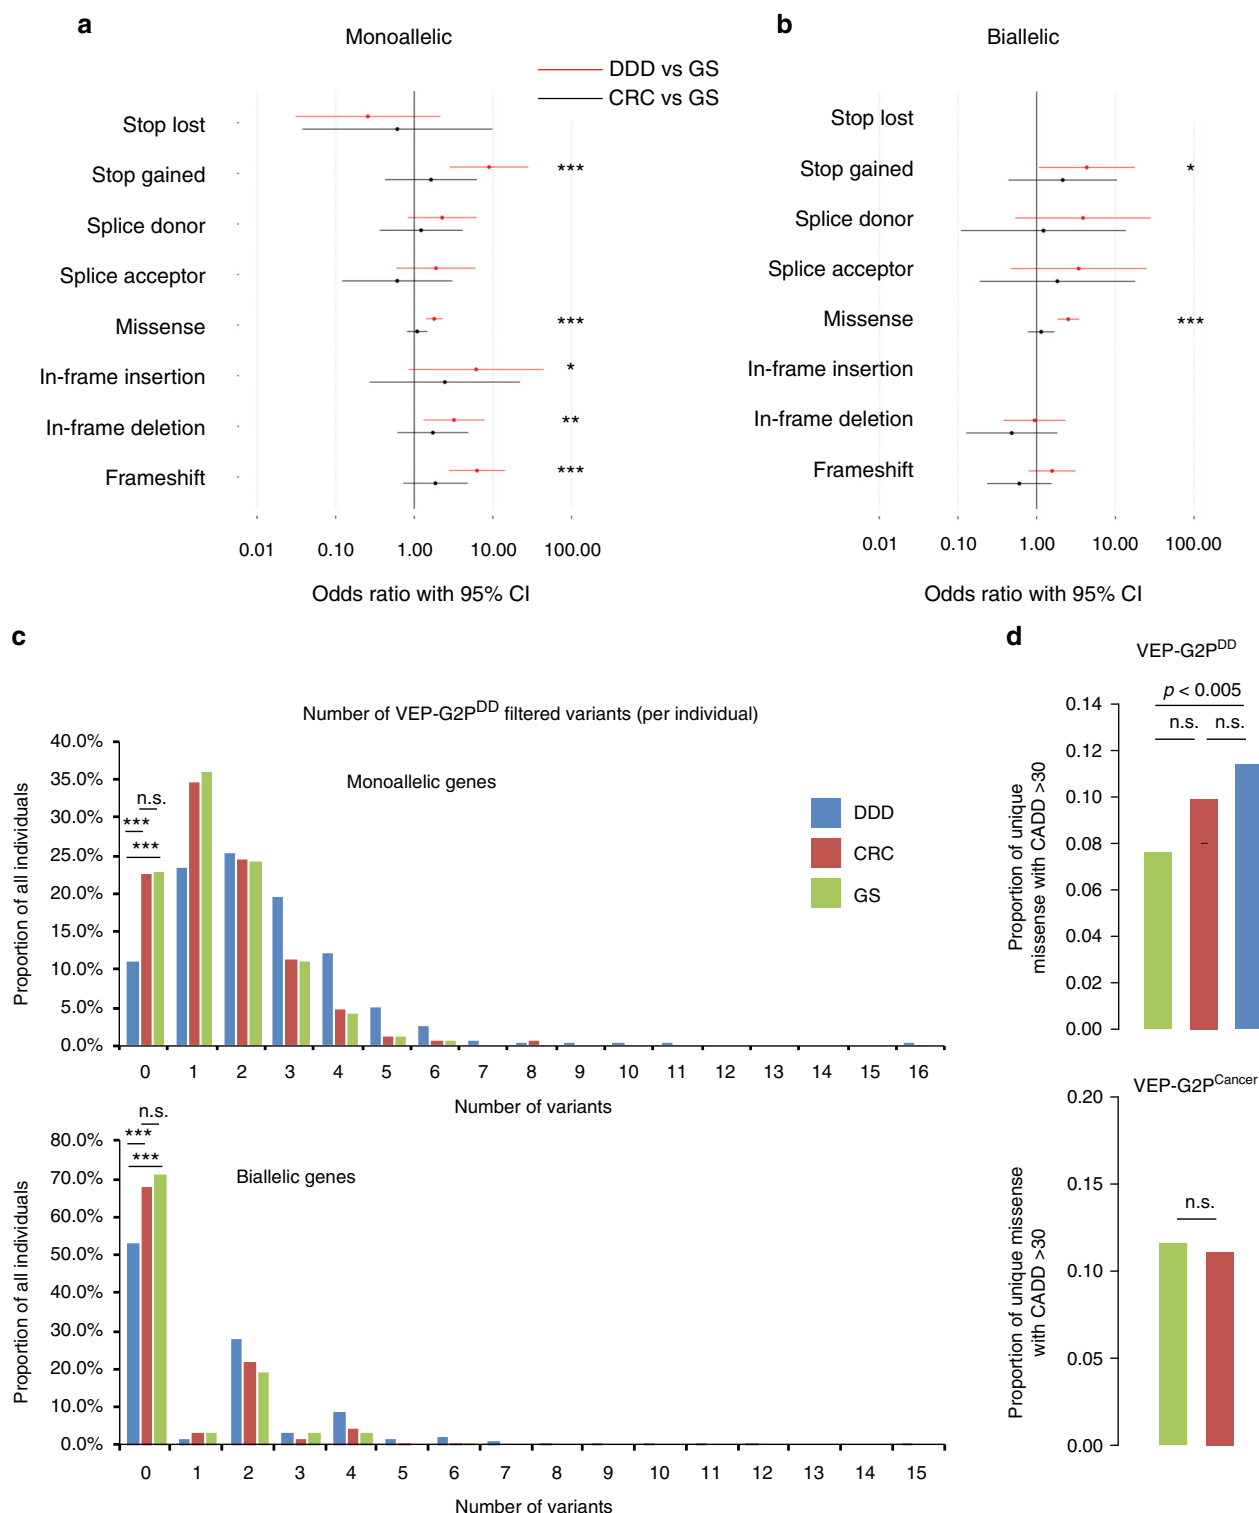 a
Monoallelic
DDD vs GS
CRC vs GS
Stop lost
Stop gained
***
Splice donor
Splice acceptor
Missense
***
In-frame insertion
*
In-frame deletion
**
Frameshift
***
0.01 0.10 1.00 10.00 100.00
Odds ratio with 95% CI
b
Biallelic
Stop lost
Stop gained
*
Splice donor
Splice acceptor
Missense
***
In-frame insertion
In-frame deletion
Frameshift
0.01 0.10 1.00 10.00 100.00
Odds ratio with 95% CI
c
Number of VEP-G2P^DD filtered variants (per individual)
Monoallelic genes
Proportion of all individuals
40.0%
35.0%
30.0%
25.0%
20.0%
15.0%
10.0%
5.0%
0.0%
n.s.
***
***
DDD
CRC
GS
0 1 2 3 4 5 6 7 8 9 10 11 12 13 14 15 16
Number of variants
Biallelic genes
Proportion of all individuals
80.0%
70.0%
60.0%
50.0%
40.0%
30.0%
20.0%
10.0%
0.0%
n.s.
***
***
0 1 2 3 4 5 6 7 8 9 10 11 12 13 14 15
Number of variants
d
VEP-G2P^DD
p < 0.005
n.s. n.s.
Proportion of unique
missense with CADD >30
0.14
0.12
0.10
0.08
0.06
0.04
0.02
0.00
VEP-G2P^Cancer
n.s.
Proportion of unique missense
with CADD >30
0.20
0.15
0.10
0.05
0.00